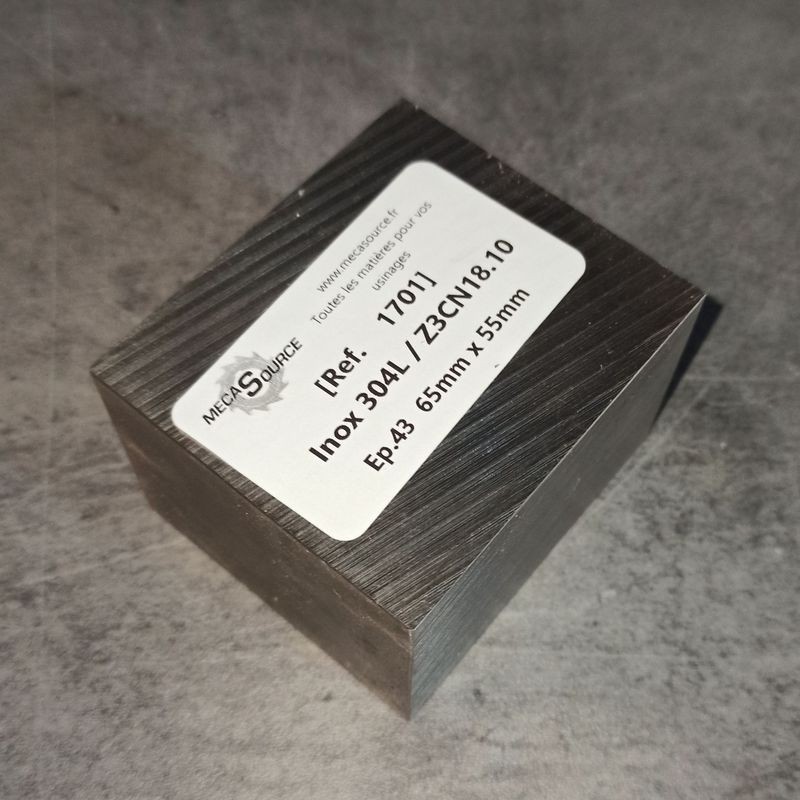 MECASOURCE
www.mecasource.fr
Toutes les matières pour vos
usinages
[Ref. 1701]
Inox 304L / Z3CN18.10
Ep.43 65mm x 55mm